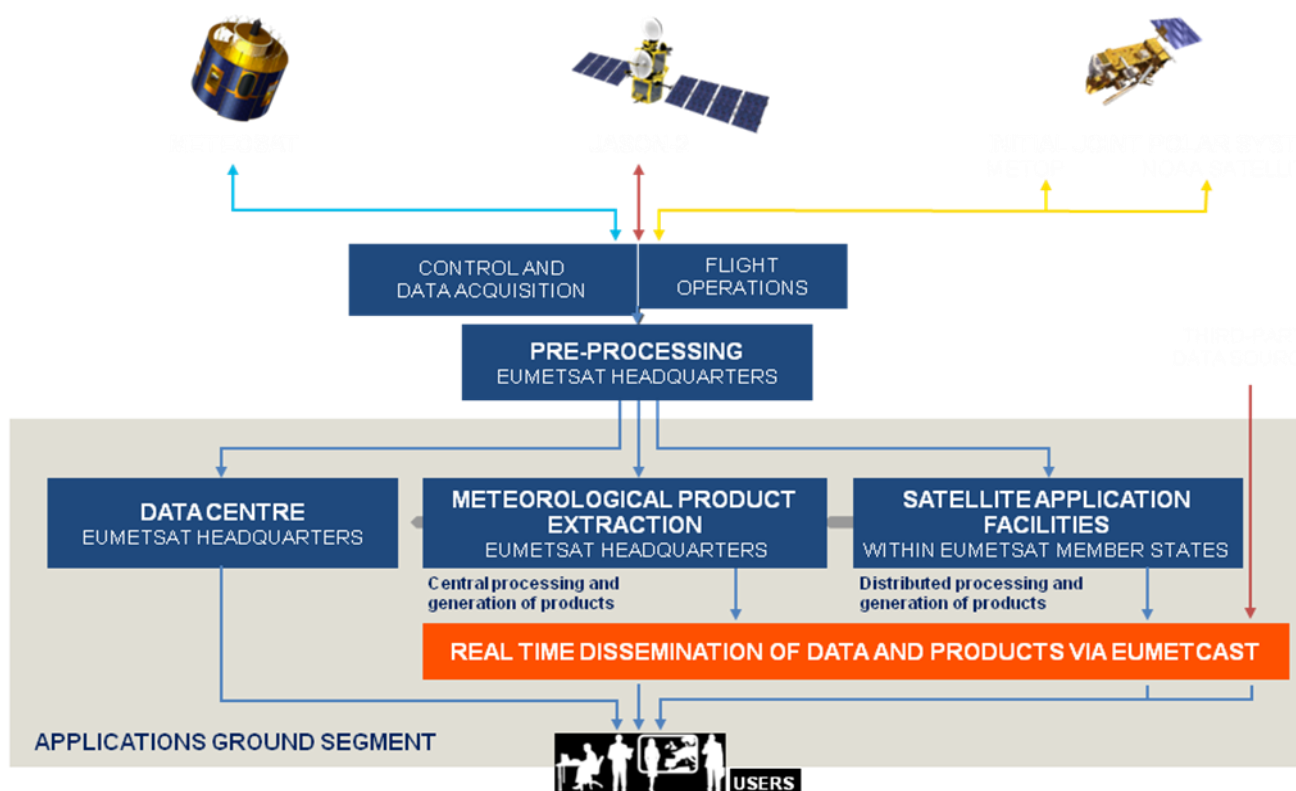 CONTROL AND
DATA ACQUISITION
FLIGHT
OPERATIONS
PRE-PROCESSING
EUMETSAT HEADQUARTERS
DATA CENTRE
EUMETSAT HEADQUARTERS
METEOROLOGICAL PRODUCT
EXTRACTION
EUMETSAT HEADQUARTERS
SATELLITE APPLICATION
FACILITIES
WITHIN EUMETSAT MEMBER STATES
Central processing and
generation of products
Distributed processing and
generation of products
REAL TIME DISSEMINATION OF DATA AND PRODUCTS VIA EUMETCAST
APPLICATIONS GROUND SEGMENT
USERS